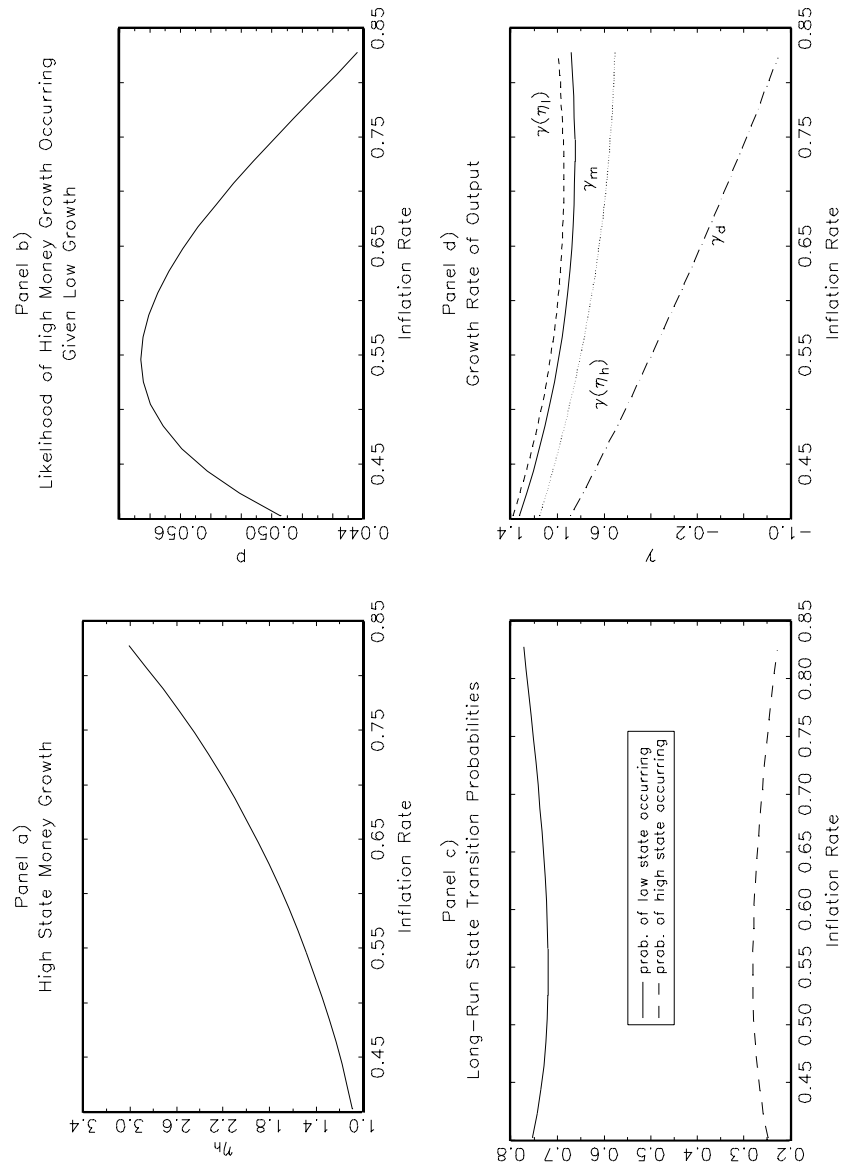 Panel a)
High State Money Growth
ηh
3.4
3.0
2.6
2.2
1.8
1.4
1.0
0.45 0.55 0.65 0.75 0.85
Inflation Rate
Panel b)
Likelihood of High Money Growth Occurring
Given Low Growth
p
0.056
0.050
0.044
0.45 0.55 0.65 0.75 0.85
Inflation Rate
Panel c)
Long-Run State Transition Probabilities
0.8
0.7
0.6
0.5
0.4
0.3
0.2
prob. of low state occurring
prob. of high state occurring
0.45 0.50 0.55 0.60 0.65 0.70 0.75 0.80 0.85
Inflation Rate
Panel d)
Growth Rate of Output
γ
1.4
1.0
0.6
-0.2
-1.0
γ(ηl)
γm
γ(ηh)
γd
0.45 0.55 0.65 0.75 0.85
Inflation Rate